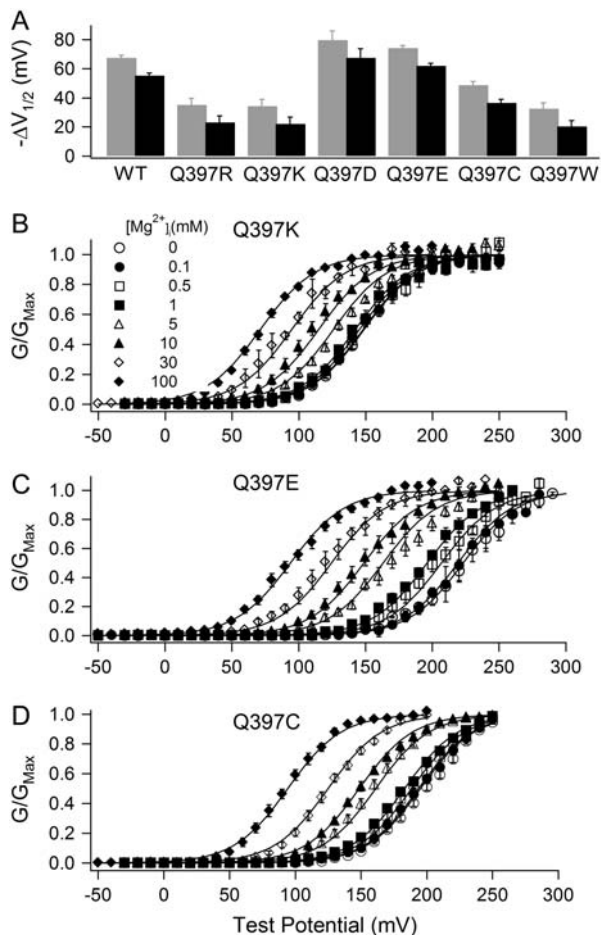 A
-ΔV1/2 (mV)
80
60
40
20
0
WT Q397R Q397K Q397D Q397E Q397C Q397W
B
Q397K
[Mg2+]i(mM)
0
0.1
0.5
1
5
10
30
100
G/GMax
1.0
0.8
0.6
0.4
0.2
0.0
-50 0 50 100 150 200 250 300
C
Q397E
G/GMax
1.0
0.8
0.6
0.4
0.2
0.0
-50 0 50 100 150 200 250 300
D
Q397C
G/GMax
1.0
0.8
0.6
0.4
0.2
0.0
-50 0 50 100 150 200 250 300
Test Potential (mV)